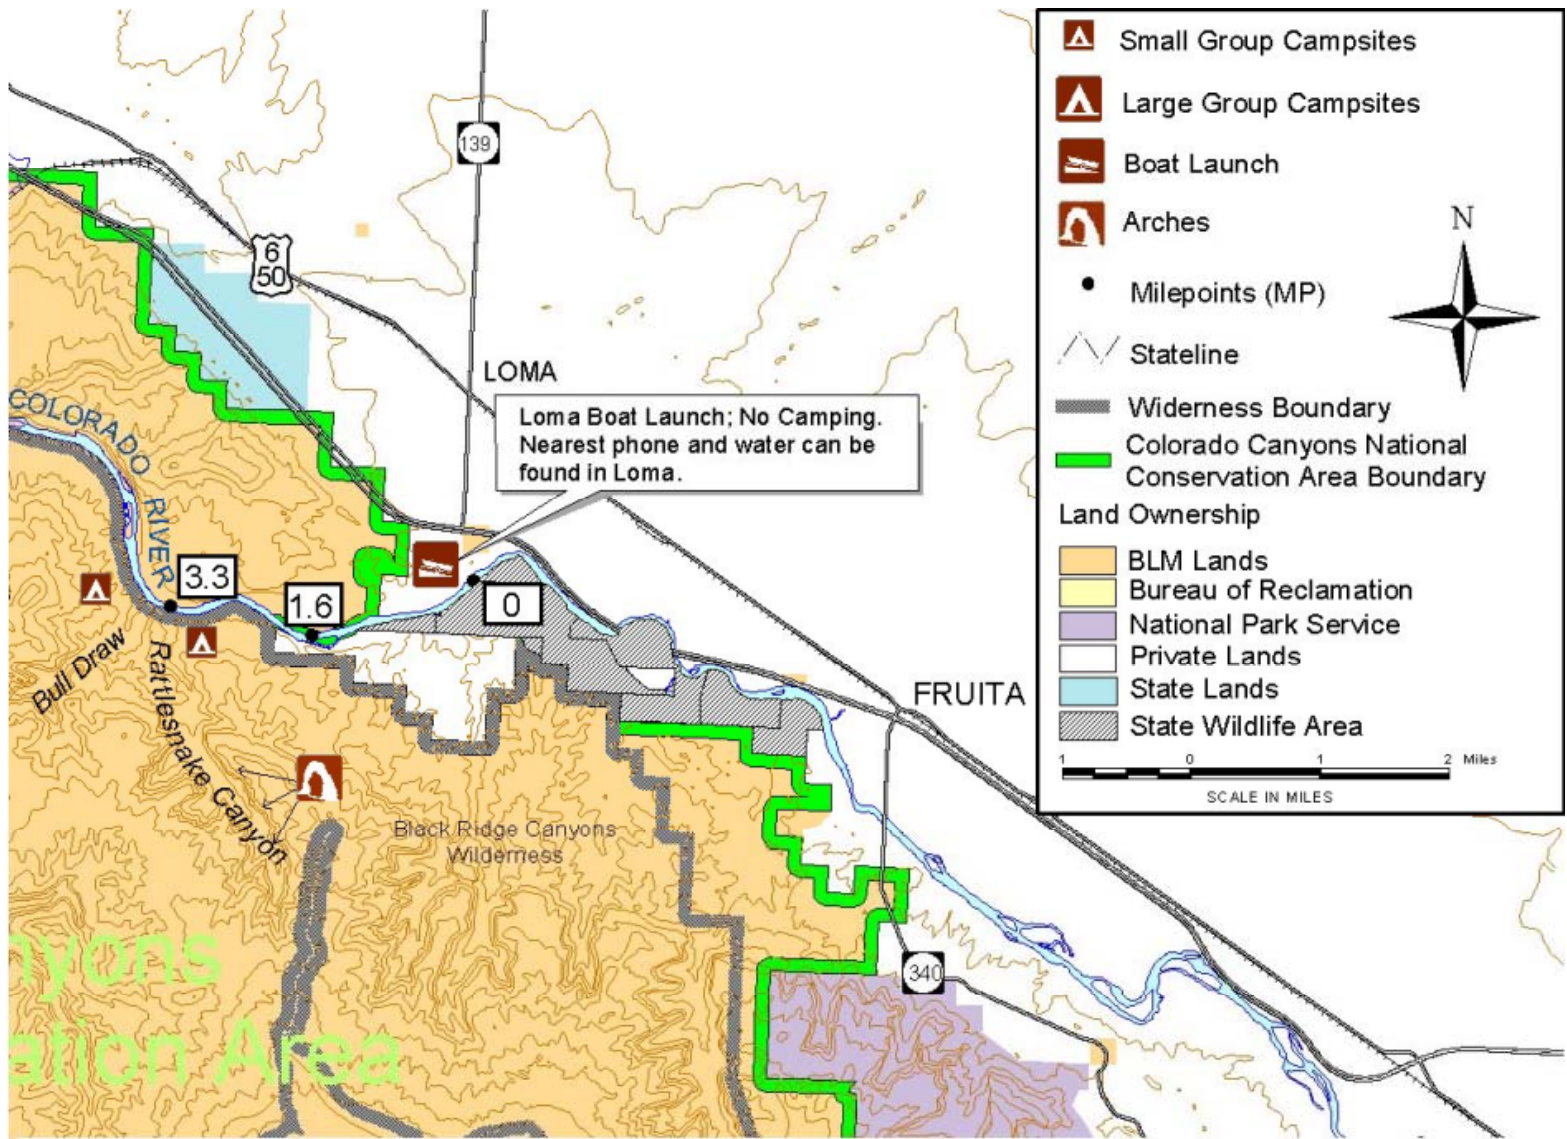 139
6
50
LOMA
Loma Boat Launch; No Camping.
Nearest phone and water can be
found in Loma.
COLORADO RIVER
3.3
1.6
0
Bull Draw
Rattlesnake Canyon
FRUITA
Black Ridge Canyons
Wilderness
340
nyons
ation Area
Small Group Campsites
Large Group Campsites
Boat Launch
Arches
N
Milepoints (MP)
Stateline
Widerness Boundary
Colorado Canyons National
Conservation Area Boundary
Land Ownership
BLM Lands
Bureau of Reclamation
National Park Service
Private Lands
State Lands
State Wildlife Area
1 0 1 2 Miles
SCALE IN MILES